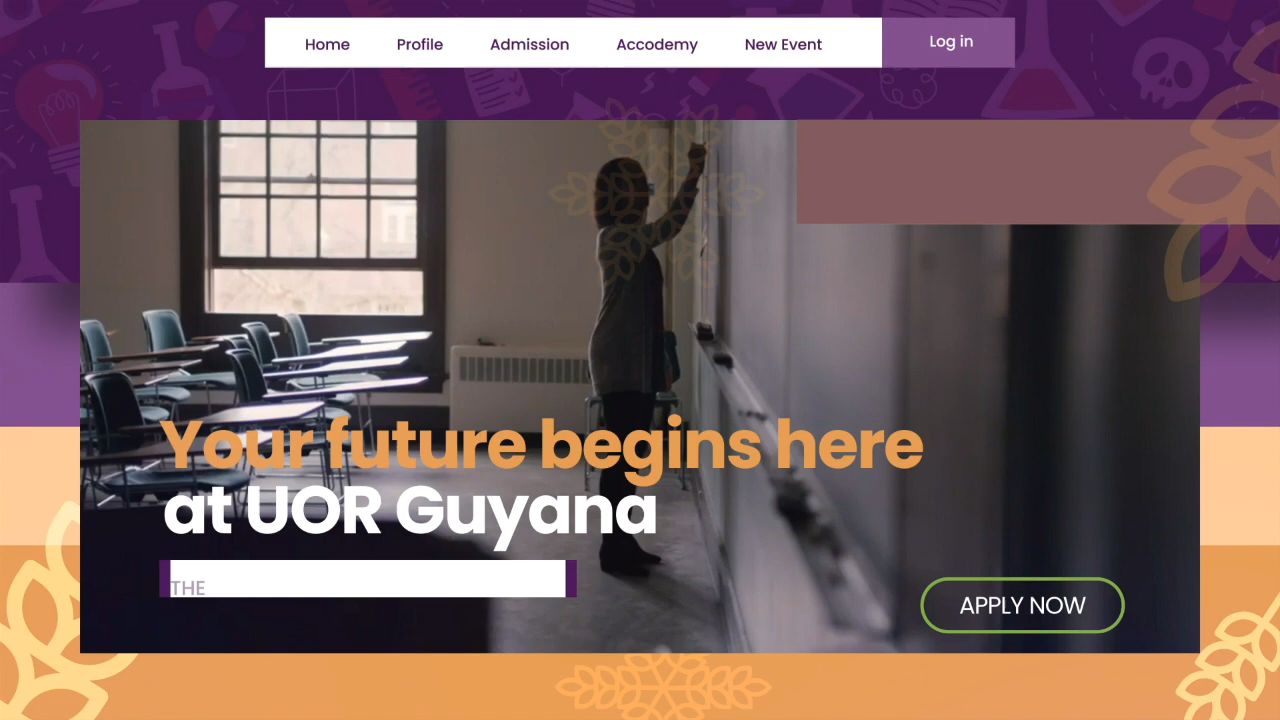 Home Profile Admission Accodemy New Event Log in
Your future begins here
at UOR Guyana
THE
APPLY NOW